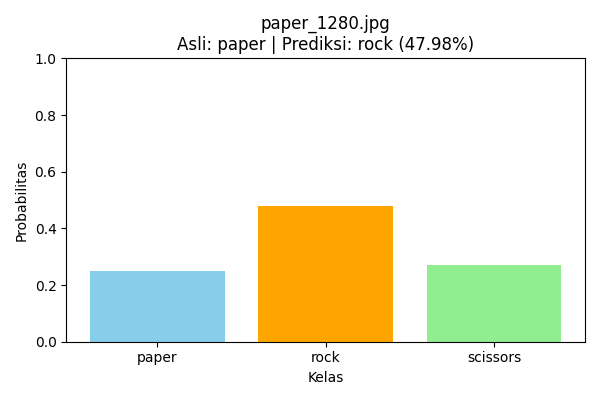 paper_1280.jpg
Asli: paper | Prediksi: rock (47.98%)
1.0
0.8
0.6
0.4
0.2
0.0
Probabilitas
paper
rock
scissors
Kelas